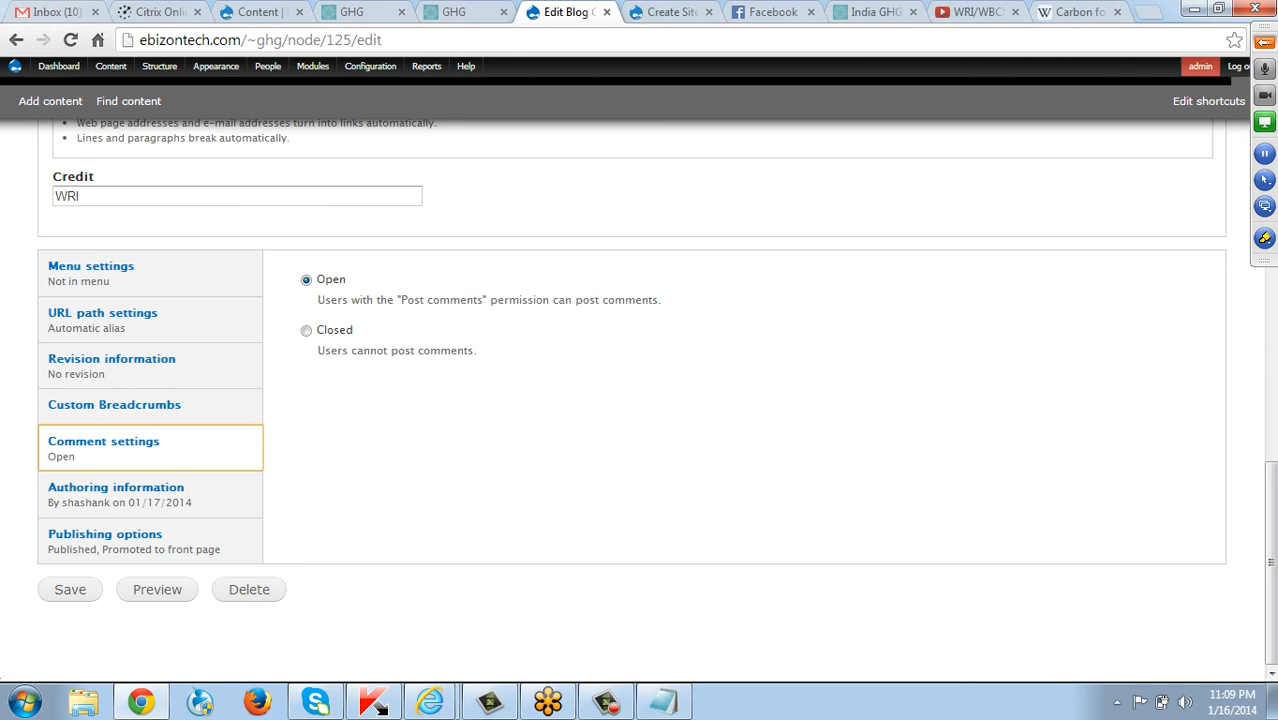 Inbox (10)
Citrix Onli
Content |
GHG
GHG
Edit Blog
Create Site
Facebook
India GHG
WRI/WBC
Carbon fo
ebizontech.com/~ghg/node/125/edit
Dashboard Content Structure Appearance People Modules Configuration Reports Help admin Log o
Add content Find content Edit shortcuts
Web page addresses and e-mail addresses turn into links automatically.
Lines and paragraphs break automatically.
Credit
WRI
Menu settings
Not in menu
URL path settings
Automatic alias
Revision information
No revision
Custom Breadcrumbs
Comment settings
Open
Authoring information
By shashank on 01/17/2014
Publishing options
Published, Promoted to front page
Open
Users with the "Post comments" permission can post comments.
Closed
Users cannot post comments.
Save Preview Delete
11:09 PM
1/16/2014